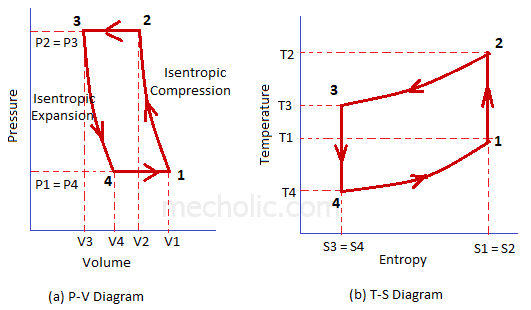 3
2
P2 = P3
Isentropic
Compression
Isentropic
Expansion
Pressure
P1 = P4
4
1
V3
V4
V2
V1
Volume
(a) P-V Diagram
2
T2
3
T3
Temperature
T1
1
T4
4
mecholic.com
S3 = S4
S1 = S2
Entropy
(b) T-S Diagram